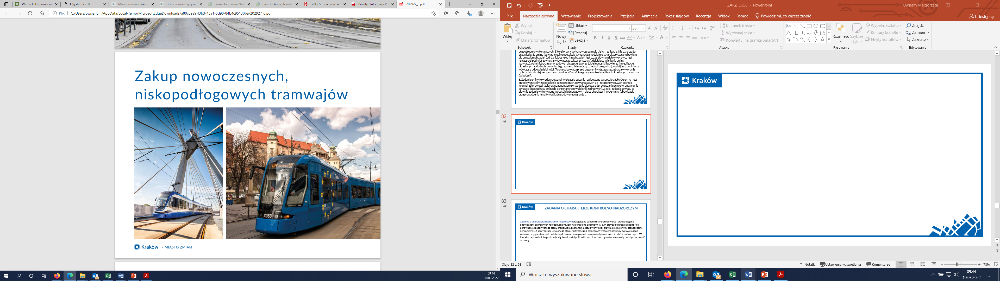 Ważne linki- Serwis int
QSystem v2.31
Monitorowanie Jakośc
Historia zmian ryzyka
Serwis logowania Wol
Barczak Anna, Kowale
EZD - Strona główna
Biuletyn Informacji Pu
202927_0.pdf
Plik
C:/Users/owsianym/AppData/Local/Temp/MicrosoftEdgeDownloads/a80c09a9-f3b3-45a1-8d90-84b4c95130ba/202927_0.pdf
Zakup nowoczesnych,
niskopodłogowych tramwajów
MPK Kraków
2053
Kraków – MIASTO ZMIAN
09:44
10.03.2022
ZARZ_EKOL - PowerPoint
Owsiany Małgorzata
Plik Narzędzia główne Wstawianie Projektowanie Przejścia Animacje Pokaz slajdów Recenzja Widok Pomoc Powiedz mi, co chcesz zrobić
Udostępnij
Wklej
Wytnij
Kopiuj
Malarz formatów
Schowek
Nowy
slajd
Układ
Resetuj
Sekcja
Slajdy
36
B I U S abc AV Aa A
Czcionka
Kierunek tekstu
Wyrównaj tekst
Konwertuj na grafikę SmartArt
Akapit
Rozmieść
Szybkie
style
Wypełn. kształtu
Kontury kształtu
Efekty kształtów
Rysowanie
Znajdź
Zamień
Zaznacz
Edytowanie
bezpośrednio wykonawczych. Z kolei organy wykonawcze zajmują się ich realizacją. Nie oznacza to
oczywiście, że gmina (powiat) musi te obowiązki wykonać samodzielnie. Charakterystyczne bowiem
dla omawianych zadań (odróżniające je od innych zadań) jest to, że głównym ich wykonawcą jest
najczęściej podmiot zewnętrzny (zwłaszcza sektor prywatny), działający w imieniu gminy
(powiatu). Administracja samorządowa najczęściej tworzy takie jednostki i powierza im realizację
określonych zadań ochronnych z tego zakresu. Nie znaczy to jednak, że gmina (powiat) jest zwolniona
wówczas z odpowiedzialności. To ona odpowiada przed organami wyższego szczebla za wykonanie
tych zadań. Na niej też spoczywa powinność właściwego zapewnienia realizacji określonych usług czy
świadczeń.
5. Zadania gminy to w zdecydowanej większości zadania realizowane w sposób ciągły. Celem ich jest
przede wszystkim zaspokajanie bezpośrednich, powtarzających się i zarazem typowych potrzeb
lokalnej zbiorowości (zbiorowe zaopatrzenie w wodę i zbiorowe odprowadzanie ścieków, utrzymanie
czystości i porządku w gminach, ochrona terenów zieleni i zadrzewień). Z kolei zadania powiatu to
głównie zadania wykonywane w sposób jednorazowy, mające charakter incydentalny (obowiązek
przeprowadzenia rekultywacji zdegradowanego gruntu).
82
Kraków
83
Kraków
ZADANIA O CHARAKTERZE KONTROLNO-NADZORCZYM
Zadania o charakterze kontrolno-nadzorczym polegają na badaniu stanu środowiska i przestrzegania
obowiązków ochronnych nałożonych prawem na określone podmioty. W tym przypadku będzie chodziło o
porównanie rzeczywistego stanu środowiska ze stanem postulowanym (tj. prawnie określonymi standardami
ochronnymi). Z konfrontacji ustalonego stanu faktycznego z założonym wzorcem powinny być wyciągane
wnioski, mogące stanowić podstawę do ewentualnego zastosowania odpowiednich środków nadzorczych. W
literaturze przedmiotu podkreśla się, że od treści polityki kontroli w znacznym stopniu zależy praktyczna jakość
ochrony
Kraków
Slajd 82 z 98
Notatki
Ustawienia wyświetlania
Komentarze
78%
Wpisz tu wyszukiwane słowa
09:44
10.03.2022